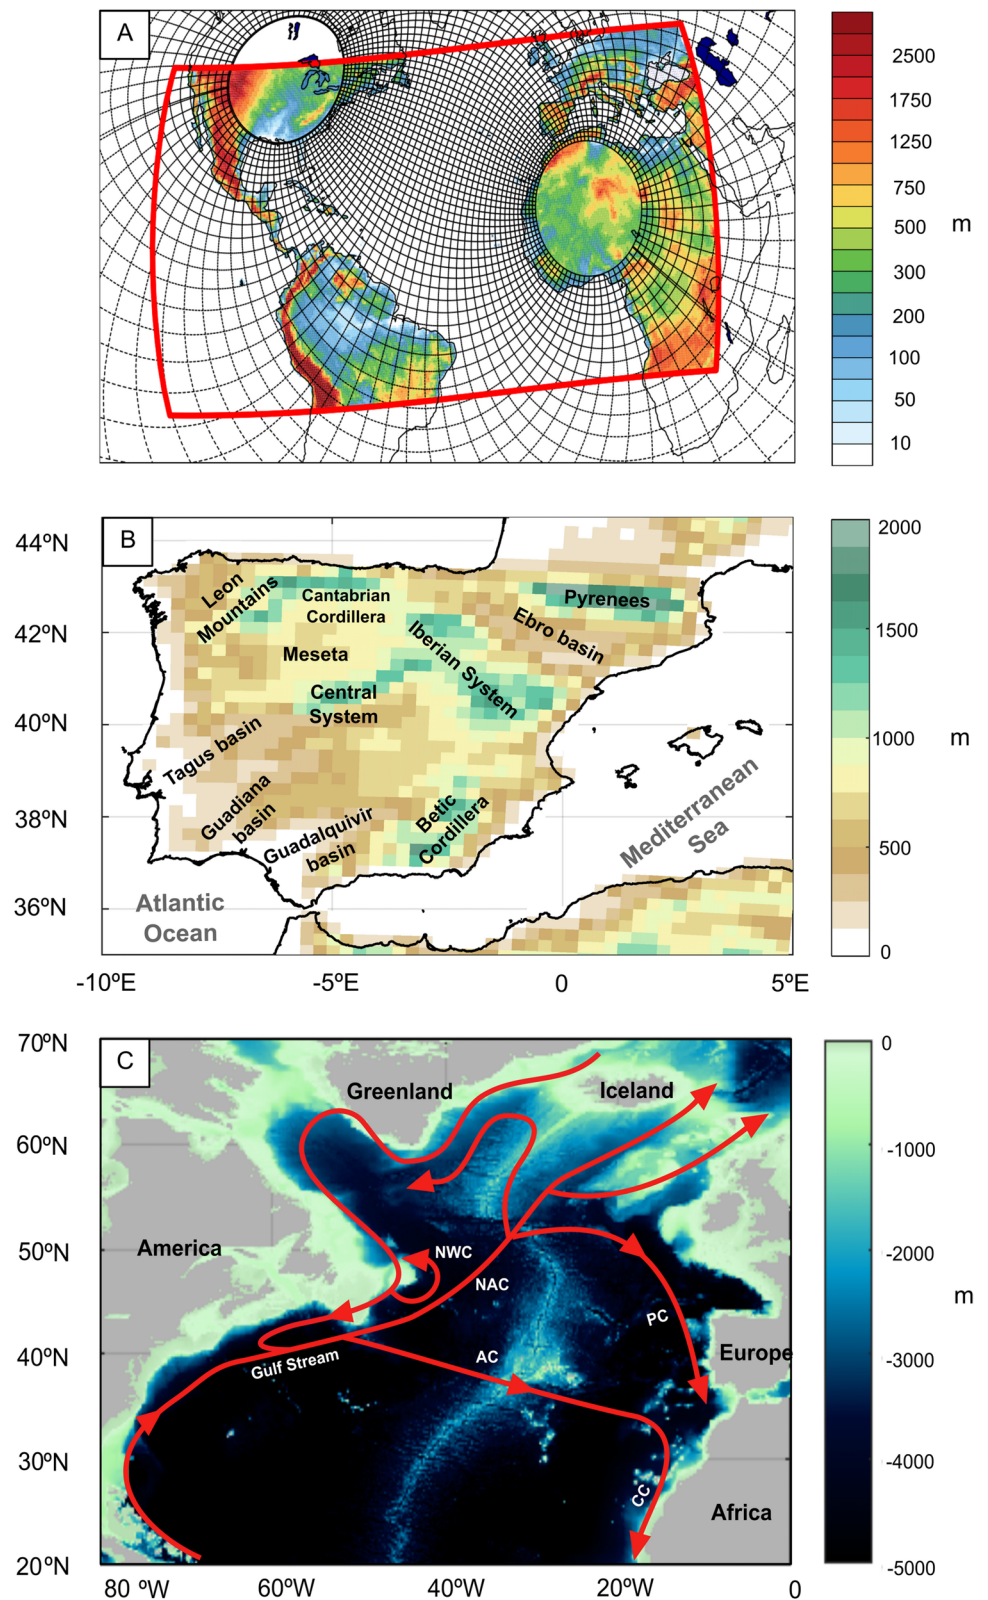 A
2500
1750
1250
750
500
m
300
200
100
50
10
B
2000
44ºN
Leon
Mountains
Cantabrian
Cordillera
Pyrenees
42ºN
1500
Ebro basin
Iberian System
Meseta
Central
System
40ºN
1000
m
Tagus basin
Guadiana
basin
38ºN
Guadalquivir
basin
Betic
Cordillera
Mediterranean
Sea
500
36ºN
Atlantic
Ocean
0
-10ºE
-5ºE
0
5ºE
70ºN
C
0
Greenland
Iceland
60ºN
-1000
50ºN
America
NWC
-2000
NAC
m
PC
40ºN
Gulf Stream
AC
Europe
-3000
30ºN
-4000
CC
Africa
20ºN
-5000
80 ºW
60ºW
40ºW
20ºW
0